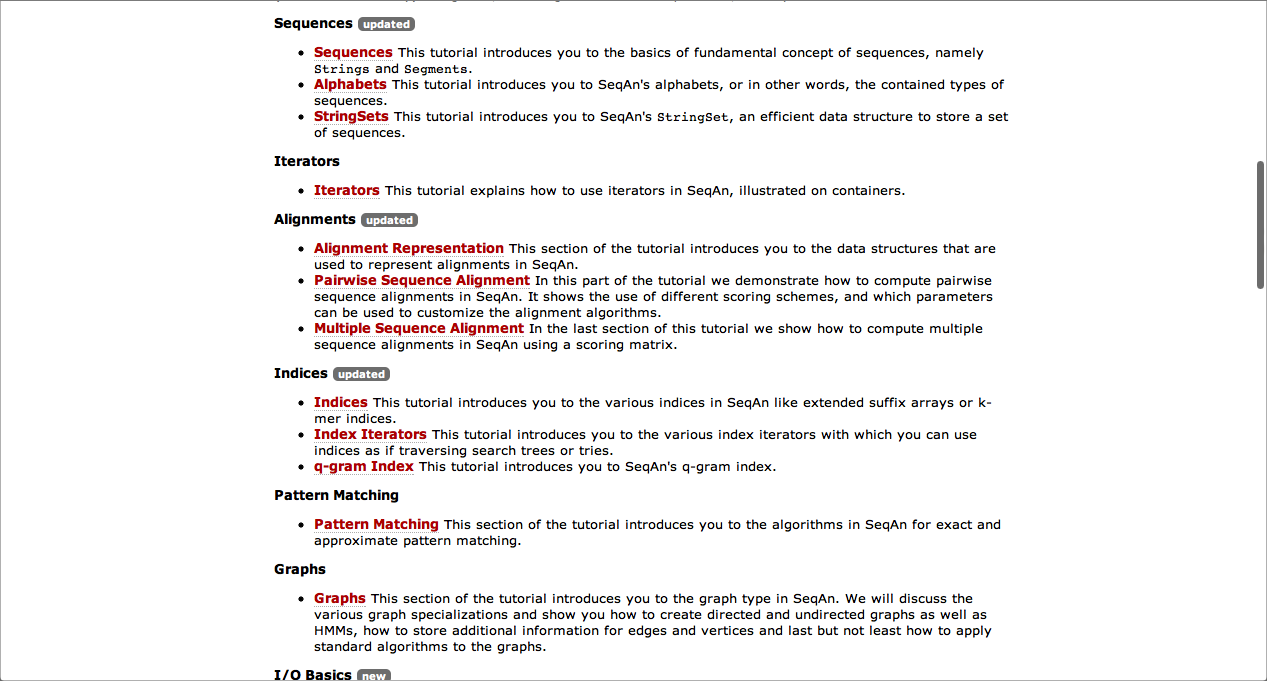 Sequences updated
• Sequences This tutorial introduces you to the basics of fundamental concept of sequences, namely
Strings and Segments.
• Alphabets This tutorial introduces you to SeqAn's alphabets, or in other words, the contained types of
sequences.
• StringSets This tutorial introduces you to SeqAn's StringSet, an efficient data structure to store a set
of sequences.
Iterators
• Iterators This tutorial explains how to use iterators in SeqAn, illustrated on containers.
Alignments updated
• Alignment Representation This section of the tutorial introduces you to the data structures that are
used to represent alignments in SeqAn.
• Pairwise Sequence Alignment In this part of the tutorial we demonstrate how to compute pairwise
sequence alignments in SeqAn. It shows the use of different scoring schemes, and which parameters
can be used to customize the alignment algorithms.
• Multiple Sequence Alignment In the last section of this tutorial we show how to compute multiple
sequence alignments in SeqAn using a scoring matrix.
Indices updated
• Indices This tutorial introduces you to the various indices in SeqAn like extended suffix arrays or k-
mer indices.
• Index Iterators This tutorial introduces you to the various index iterators with which you can use
indices as if traversing search trees or tries.
• q-gram Index This tutorial introduces you to SeqAn's q-gram index.
Pattern Matching
• Pattern Matching This section of the tutorial introduces you to the algorithms in SeqAn for exact and
approximate pattern matching.
Graphs
• Graphs This section of the tutorial introduces you to the graph type in SeqAn. We will discuss the
various graph specializations and show you how to create directed and undirected graphs as well as
HMMs, how to store additional information for edges and vertices and last but not least how to apply
standard algorithms to the graphs.
I/O Basics new